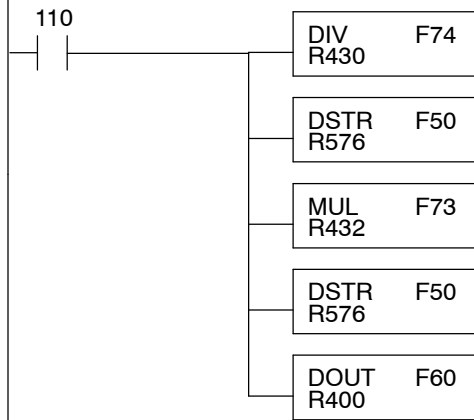 110
DIV F74
R430
DSTR F50
R576
MUL F73
R432
DSTR F50
R576
DOUT F60
R400